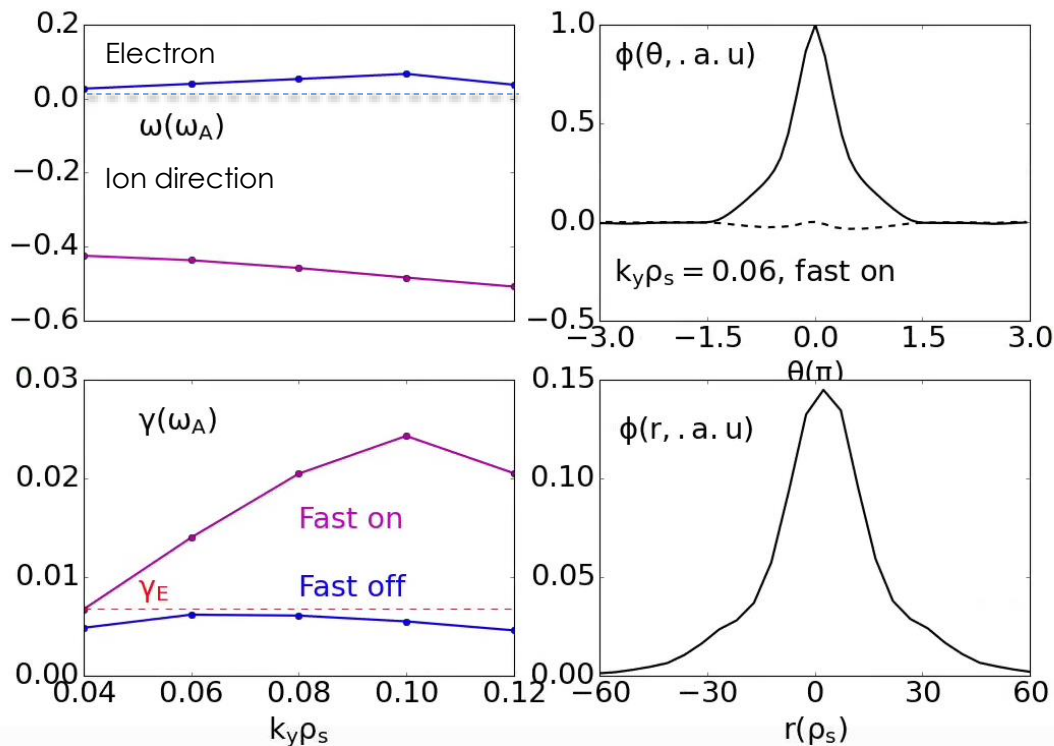 0.2
0.0
−0.2
−0.4
−0.6
Electron
ω(ω_A)
Ion direction
1.0
0.5
0.0
−0.5
ϕ(θ, . a. u)
k_yρ_s = 0.06, fast on
−3.0 −1.5 0.0 1.5 3.0
θ(π)
0.03
0.02
0.01
0.00
γ(ω_A)
Fast on
γ_E
Fast off
0.04 0.06 0.08 0.10 0.12
k_yρ_s
0.15
0.10
0.05
0.00
ϕ(r, . a. u)
−60 −30 0 30 60
r(ρ_s)